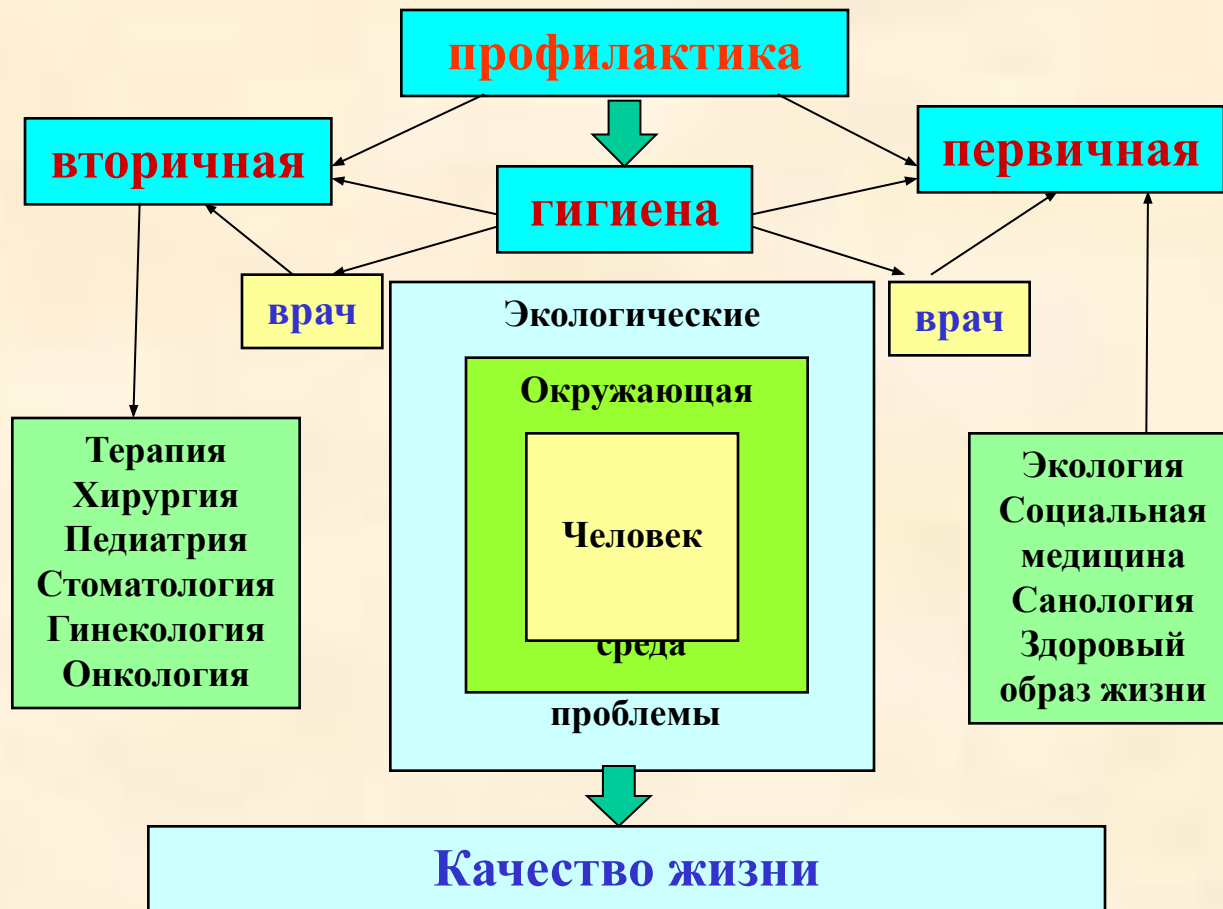 профилактика
вторичная
первичная
гигиена
врач
врач
Экологические
Окружающая
Человек
среда
проблемы
Терапия
Хирургия
Педиатрия
Стоматология
Гинекология
Онкология
Экология
Социальная
медицина
Санология
Здоровый
образ жизни
Качество жизни